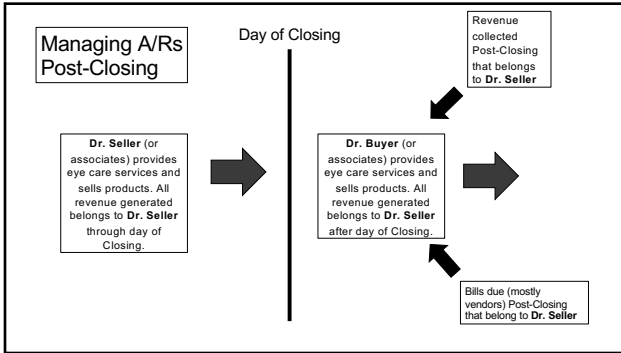 Managing A/Rs
Post-Closing
Day of Closing
Revenue
collected
Post-Closing
that belongs
to Dr. Seller
Dr. Seller (or
associates) provides
eye care services and
sells products. All
revenue generated
belongs to Dr. Seller
through day of
Closing.
Dr. Buyer (or
associates) provides
eye care services and
sells products. All
revenue generated
belongs to Dr. Seller
after day of Closing.
Bills due (mostly
vendors) Post-Closing
that belong to Dr. Seller